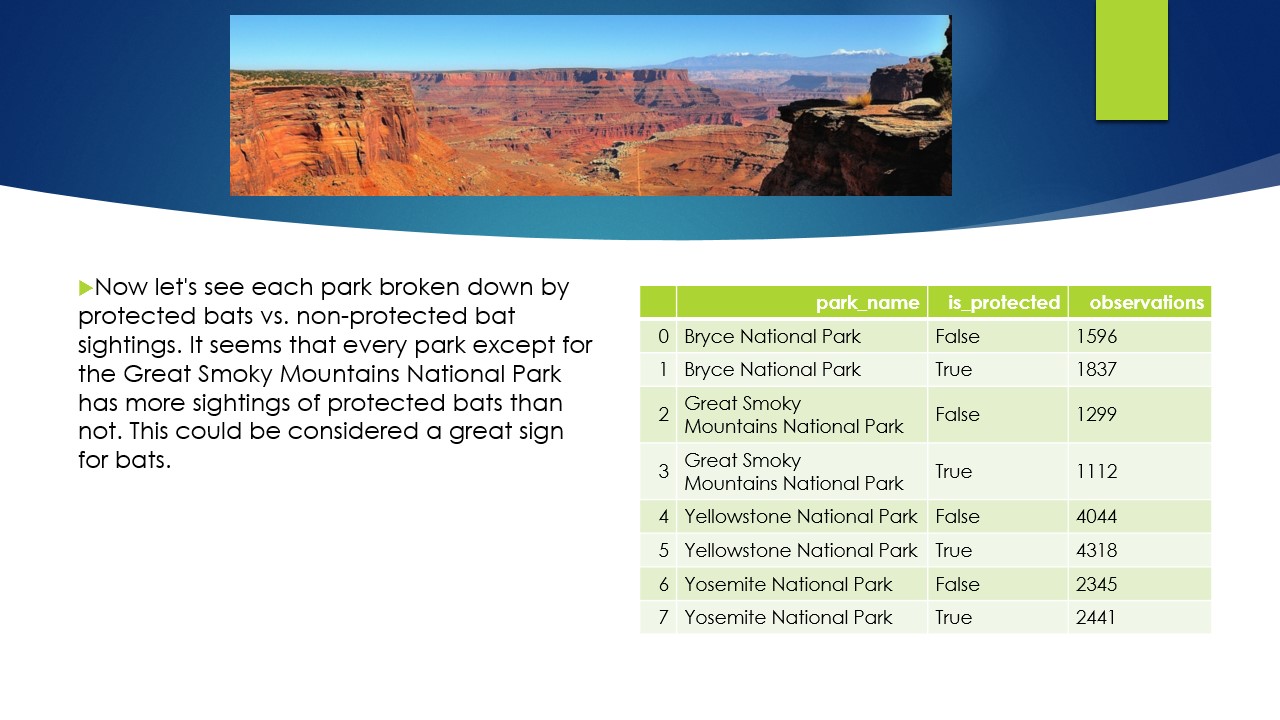 Now let's see each park broken down by
protected bats vs. non-protected bat
sightings. It seems that every park except for
the Great Smoky Mountains National Park
has more sightings of protected bats than
not. This could be considered a great sign
for bats.
park_name is_protected observations
0 Bryce National Park False 1596
1 Bryce National Park True 1837
2 Great Smoky
Mountains National Park False 1299
3 Great Smoky
Mountains National Park True 1112
4 Yellowstone National Park False 4044
5 Yellowstone National Park True 4318
6 Yosemite National Park False 2345
7 Yosemite National Park True 2441